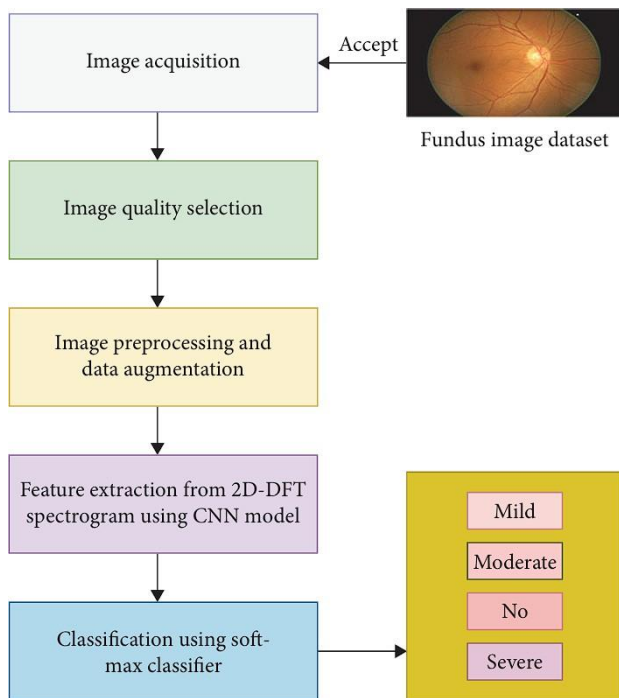 Image acquisition
Accept
Fundus image dataset
Image quality selection
Image preprocessing and
data augmentation
Feature extraction from 2D-DFT
spectrogram using CNN model
Classification using soft-
max classifier
Mild
Moderate
No
Severe